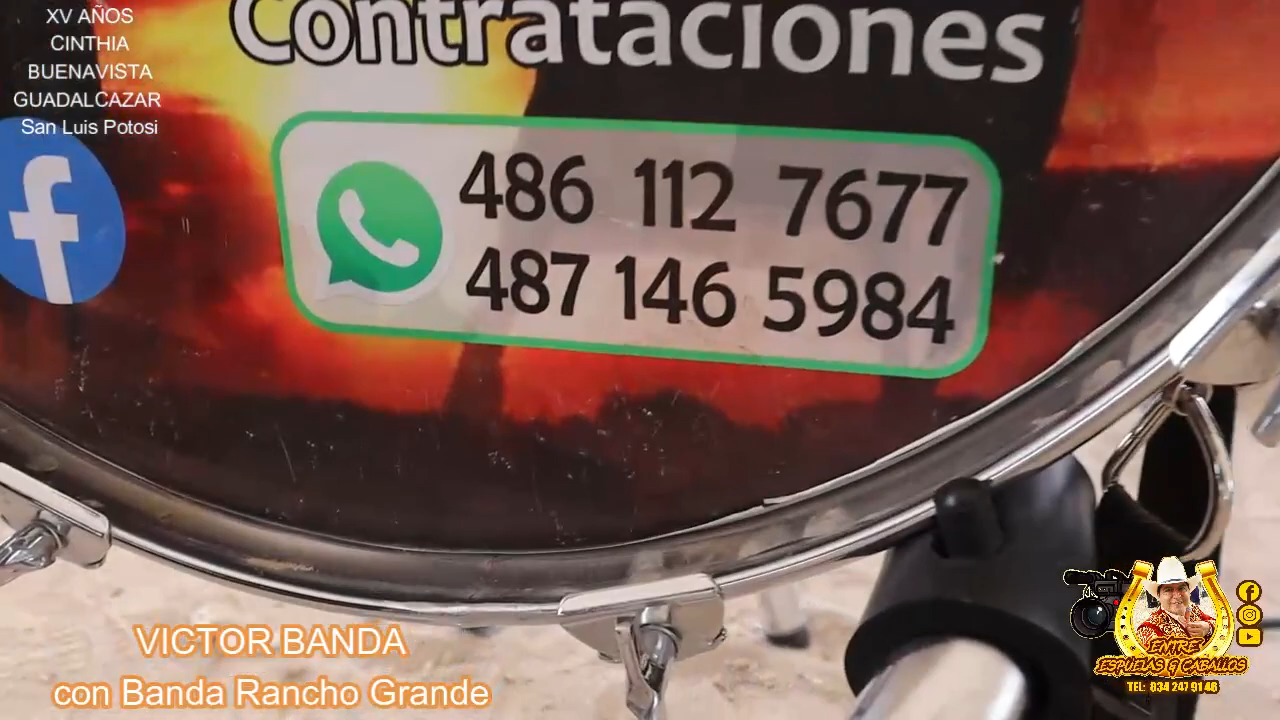 XV AÑOS
CINTHIA
BUENAVISTA
GUADALCAZAR
San Luis Potosi
Contrataciones
486 112 7677
487 146 5984
VICTOR BANDA
con Banda Rancho Grande
ENTRE
ESPUELAS Y CABALLOS
TEL: 834 247 91 46